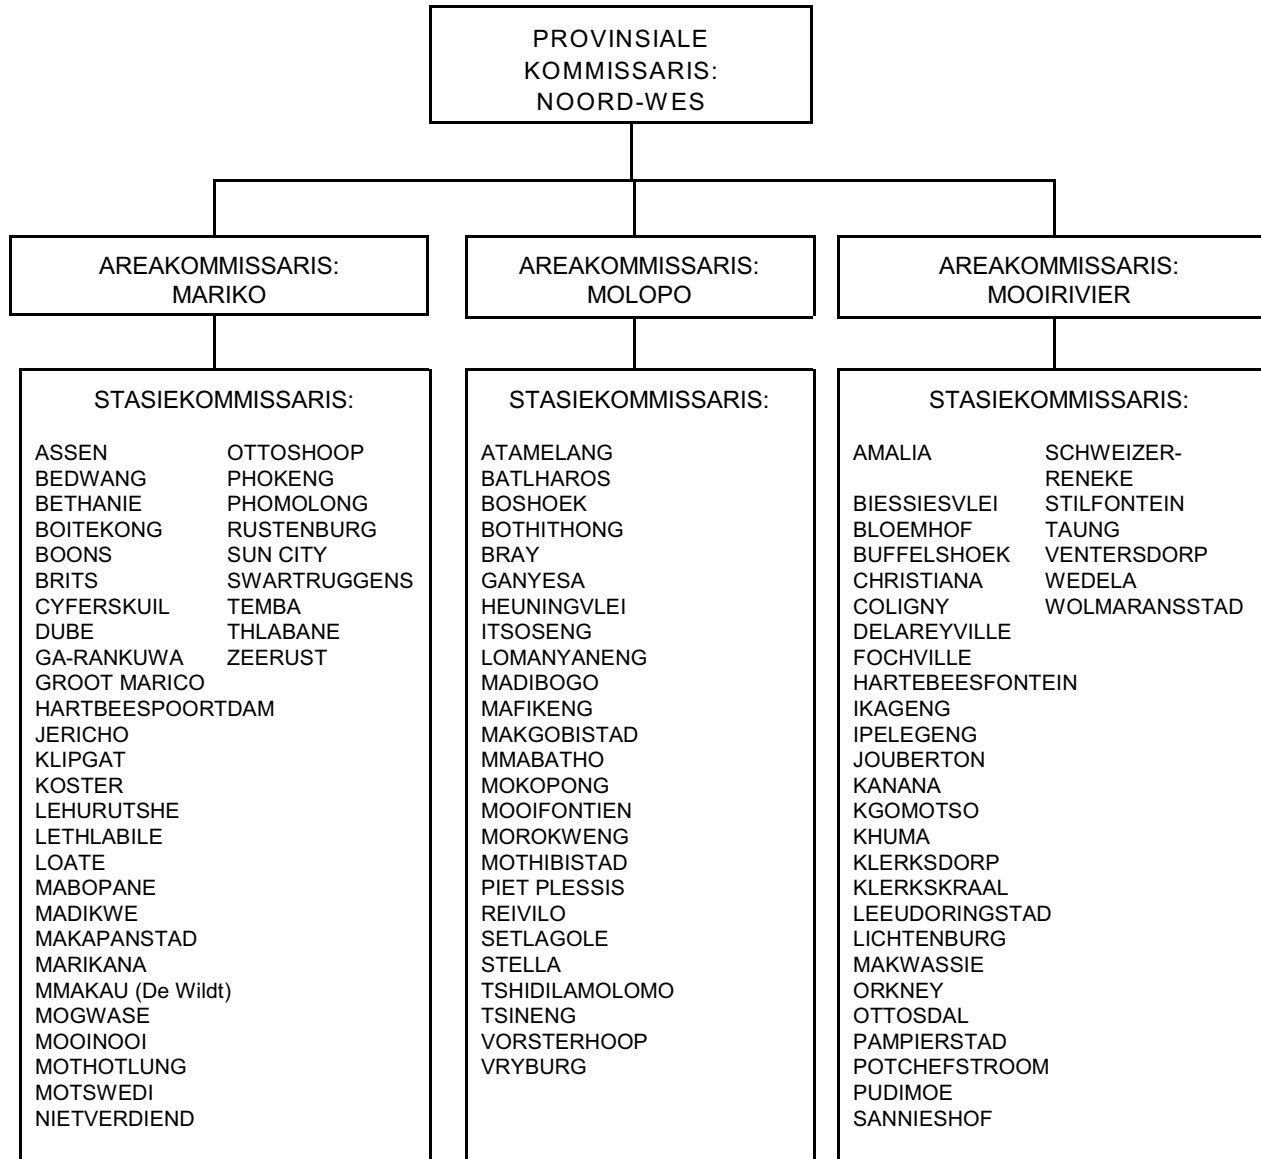 PROVINSIALE
KOMMISSARIS:
NOORD-WES
AREAKOMMISSARIS:
MARIKO
AREAKOMMISSARIS:
MOLOPO
AREAKOMMISSARIS:
MOOIRIVIER
STASIEKOMMISSARIS:
ASSEN
BEDWANG
BETHANIE
BOITEKONG
BOONS
BRITS
CYFERSKUIL
DUBE
GA-RANKUWA
GROOT MARICO
HARTBEESPOORTDAM
JERICHO
KLIPGAT
KOSTER
LEHURUTSHE
LETHLABILE
LOATE
MABOPANE
MADIKWE
MAKAPANSTAD
MARIKANA
MMAKAU (De Wildt)
MOGWASE
MOOINOOI
MOTHOTLUNG
MOTSWEDI
NIETVERDIEND
OTTOSHOOP
PHOKENG
PHOMOLONG
RUSTENBURG
SUN CITY
SWARTRUGGENS
TEMBA
THLABANE
ZEERUST
STASIEKOMMISSARIS:
ATAMELANG
BATLHAROS
BOSHOEK
BOTHITHONG
BRAY
GANYESA
HEUNINGVLEI
ITSOSENG
LOMANYANENG
MADIBOGO
MAFIKENG
MAKGOBISTAD
MMABATHO
MOKOPONG
MOOIFONTIEN
MOROKWENG
MOTHIBISTAD
PIET PLESSIS
REIVILO
SETLAGOLE
STELLA
TSHIDILAMOLOMO
TSINENG
VORSTERHOOP
VRYBURG
STASIEKOMMISSARIS:
AMALIA
BIESSIESVLEI
BLOEMHOF
BUFFELSHOEK
CHRISTIANA
COLIGNY
DELAREYVILLE
FOCHVILLE
HARTEBEESFONTEIN
IKAGENG
IPELEGENG
JOUBERTON
KANANA
KGOMOTSO
KHUMA
KLERKSDORP
KLERKSKRAAL
LEEUDORINGSTAD
LICHTENBURG
MAKWASSIE
ORKNEY
OTTOSDAL
PAMPIERSTAD
POTCHEFSTROOM
PUDIMOE
SANNIESHOF
SCHWEIZER-
RENEKE
STILFONTEIN
TAUNG
VENTERSDORP
WEDELA
WOLMARANSSTAD